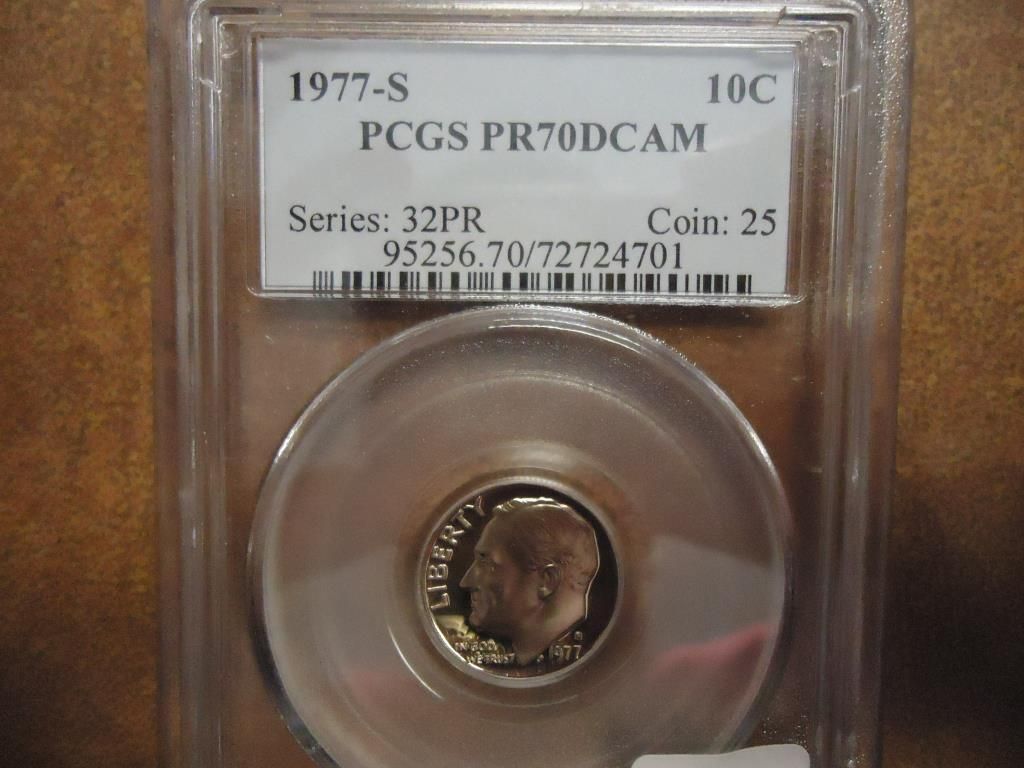 1977-S 10C
PCGS PR70DCAM
Series: 32PR Coin: 25
95256.70/72724701
LIBERTY
IN GOD
WE TRUST
S
1977